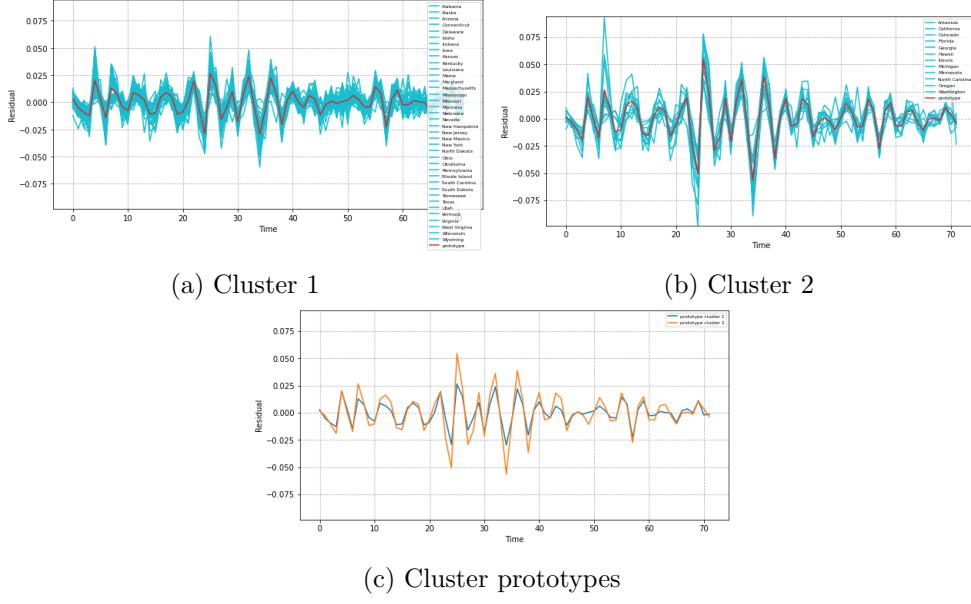 0.075
0.050
0.025
0.000
−0.025
−0.050
−0.075
Residual
0
10
20
30
40
50
60
Time
Alabama
Alaska
Arizona
Connecticut
Delaware
Idaho
Indiana
Iowa
Kansas
Kentucky
Louisiana
Maine
Maryland
Massachusetts
Mississippi
Missouri
Montana
Nebraska
Nevada
New Hampshire
New Jersey
New Mexico
New York
North Dakota
Ohio
Oklahoma
Pennsylvania
Rhode Island
South Carolina
South Dakota
Tennessee
Texas
Utah
Vermont
Virginia
West Virginia
Wisconsin
Wyoming
prototype
(a) Cluster 1
0.075
0.050
0.025
0.000
−0.025
−0.050
−0.075
Residual
0
10
20
30
40
50
60
70
Time
Arkansas
California
Colorado
Florida
Georgia
Hawaii
Illinois
Michigan
Minnesota
North Carolina
Oregon
Washington
prototype
(b) Cluster 2
0.075
0.050
0.025
0.000
−0.025
−0.050
−0.075
Residual
0
10
20
30
40
50
60
70
Time
prototype cluster 1
prototype cluster 2
(c) Cluster prototypes